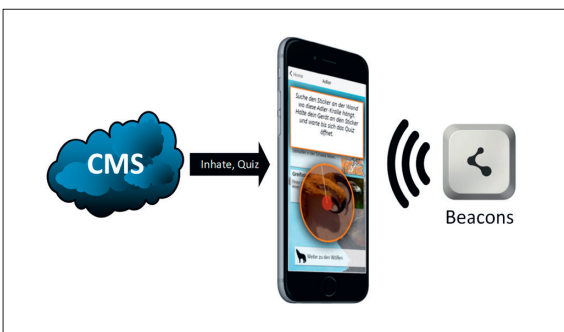 CMS
Inhate, Quiz
Home
Adler
Suche den Sticker an der Wand
wo diese Adler-Kralle hängt.
Halte dein Gerät an den Sticker
und warte bis sich das Quiz
öffnet.
Weiter zu den Wölfen
Beacons